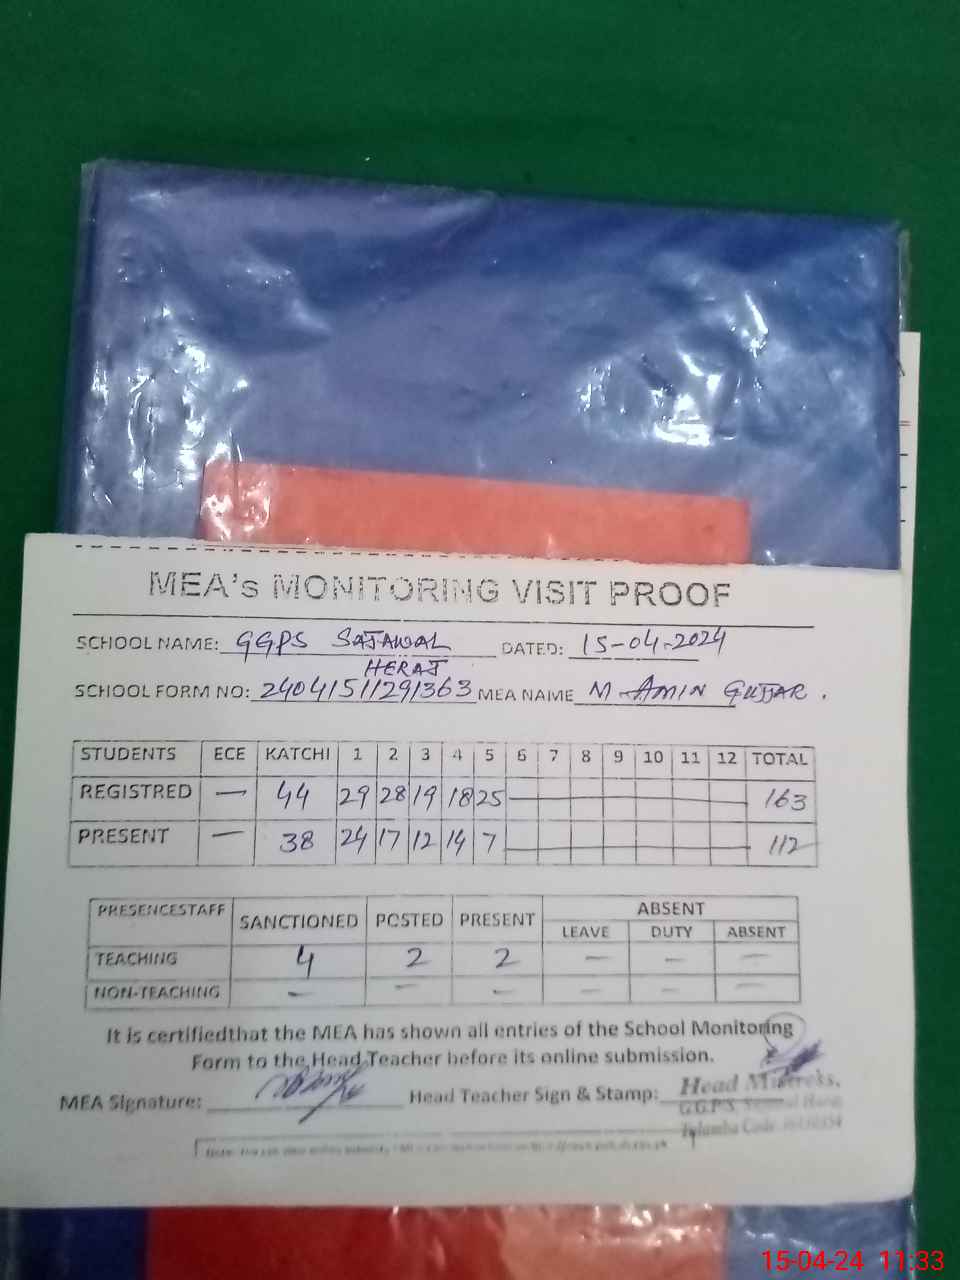 MEA's MONITORING VISIT PROOF
SCHOOL NAME: GGPS SAJAWAL HERAJ DATED: 15-04-2024
SCHOOL FORM NO: 24041511291363 MEA NAME M-AMIN GUJJAR.
STUDENTS ECE KATCHI 1 2 3 4 5 6 7 8 9 10 11 12 TOTAL
REGISTRED — 44 29 28 19 18 25 163
PRESENT — 38 24 17 12 14 7 112
PRESENCESTAFF SANCTIONED POSTED PRESENT ABSENT
LEAVE DUTY ABSENT
TEACHING 4 2 2 — — —
NON-TEACHING — — — — — —
It is certifiedthat the MEA has shown all entries of the School Monitoring
Form to the Head Teacher before its online submission.
MEA Signature: Head Teacher Sign & Stamp: Head Mistress.
G.G.P/S,
Tulamba Code
15-04-24 11:33